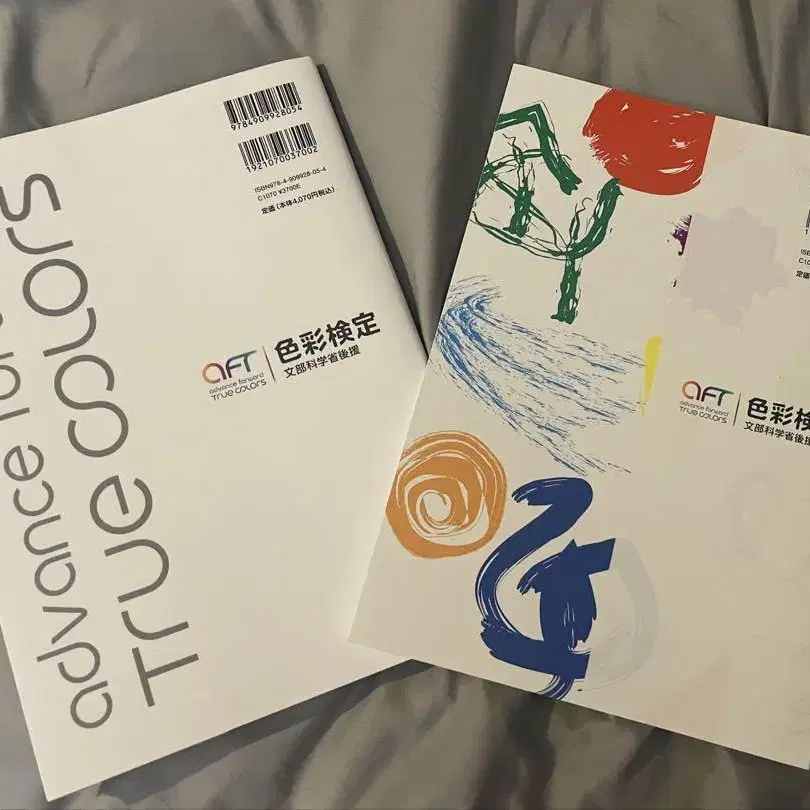 9784909928054
1921070037002
ISBN978-4-909928-05-4
C1070 ¥3700E
定価(本体4,070円税込)
advance
True Colors
aFT
advance forward
True Colors
色彩検定
文部科学省後援
aFT
advance forward
True Colors
色彩検
文部科学省後援